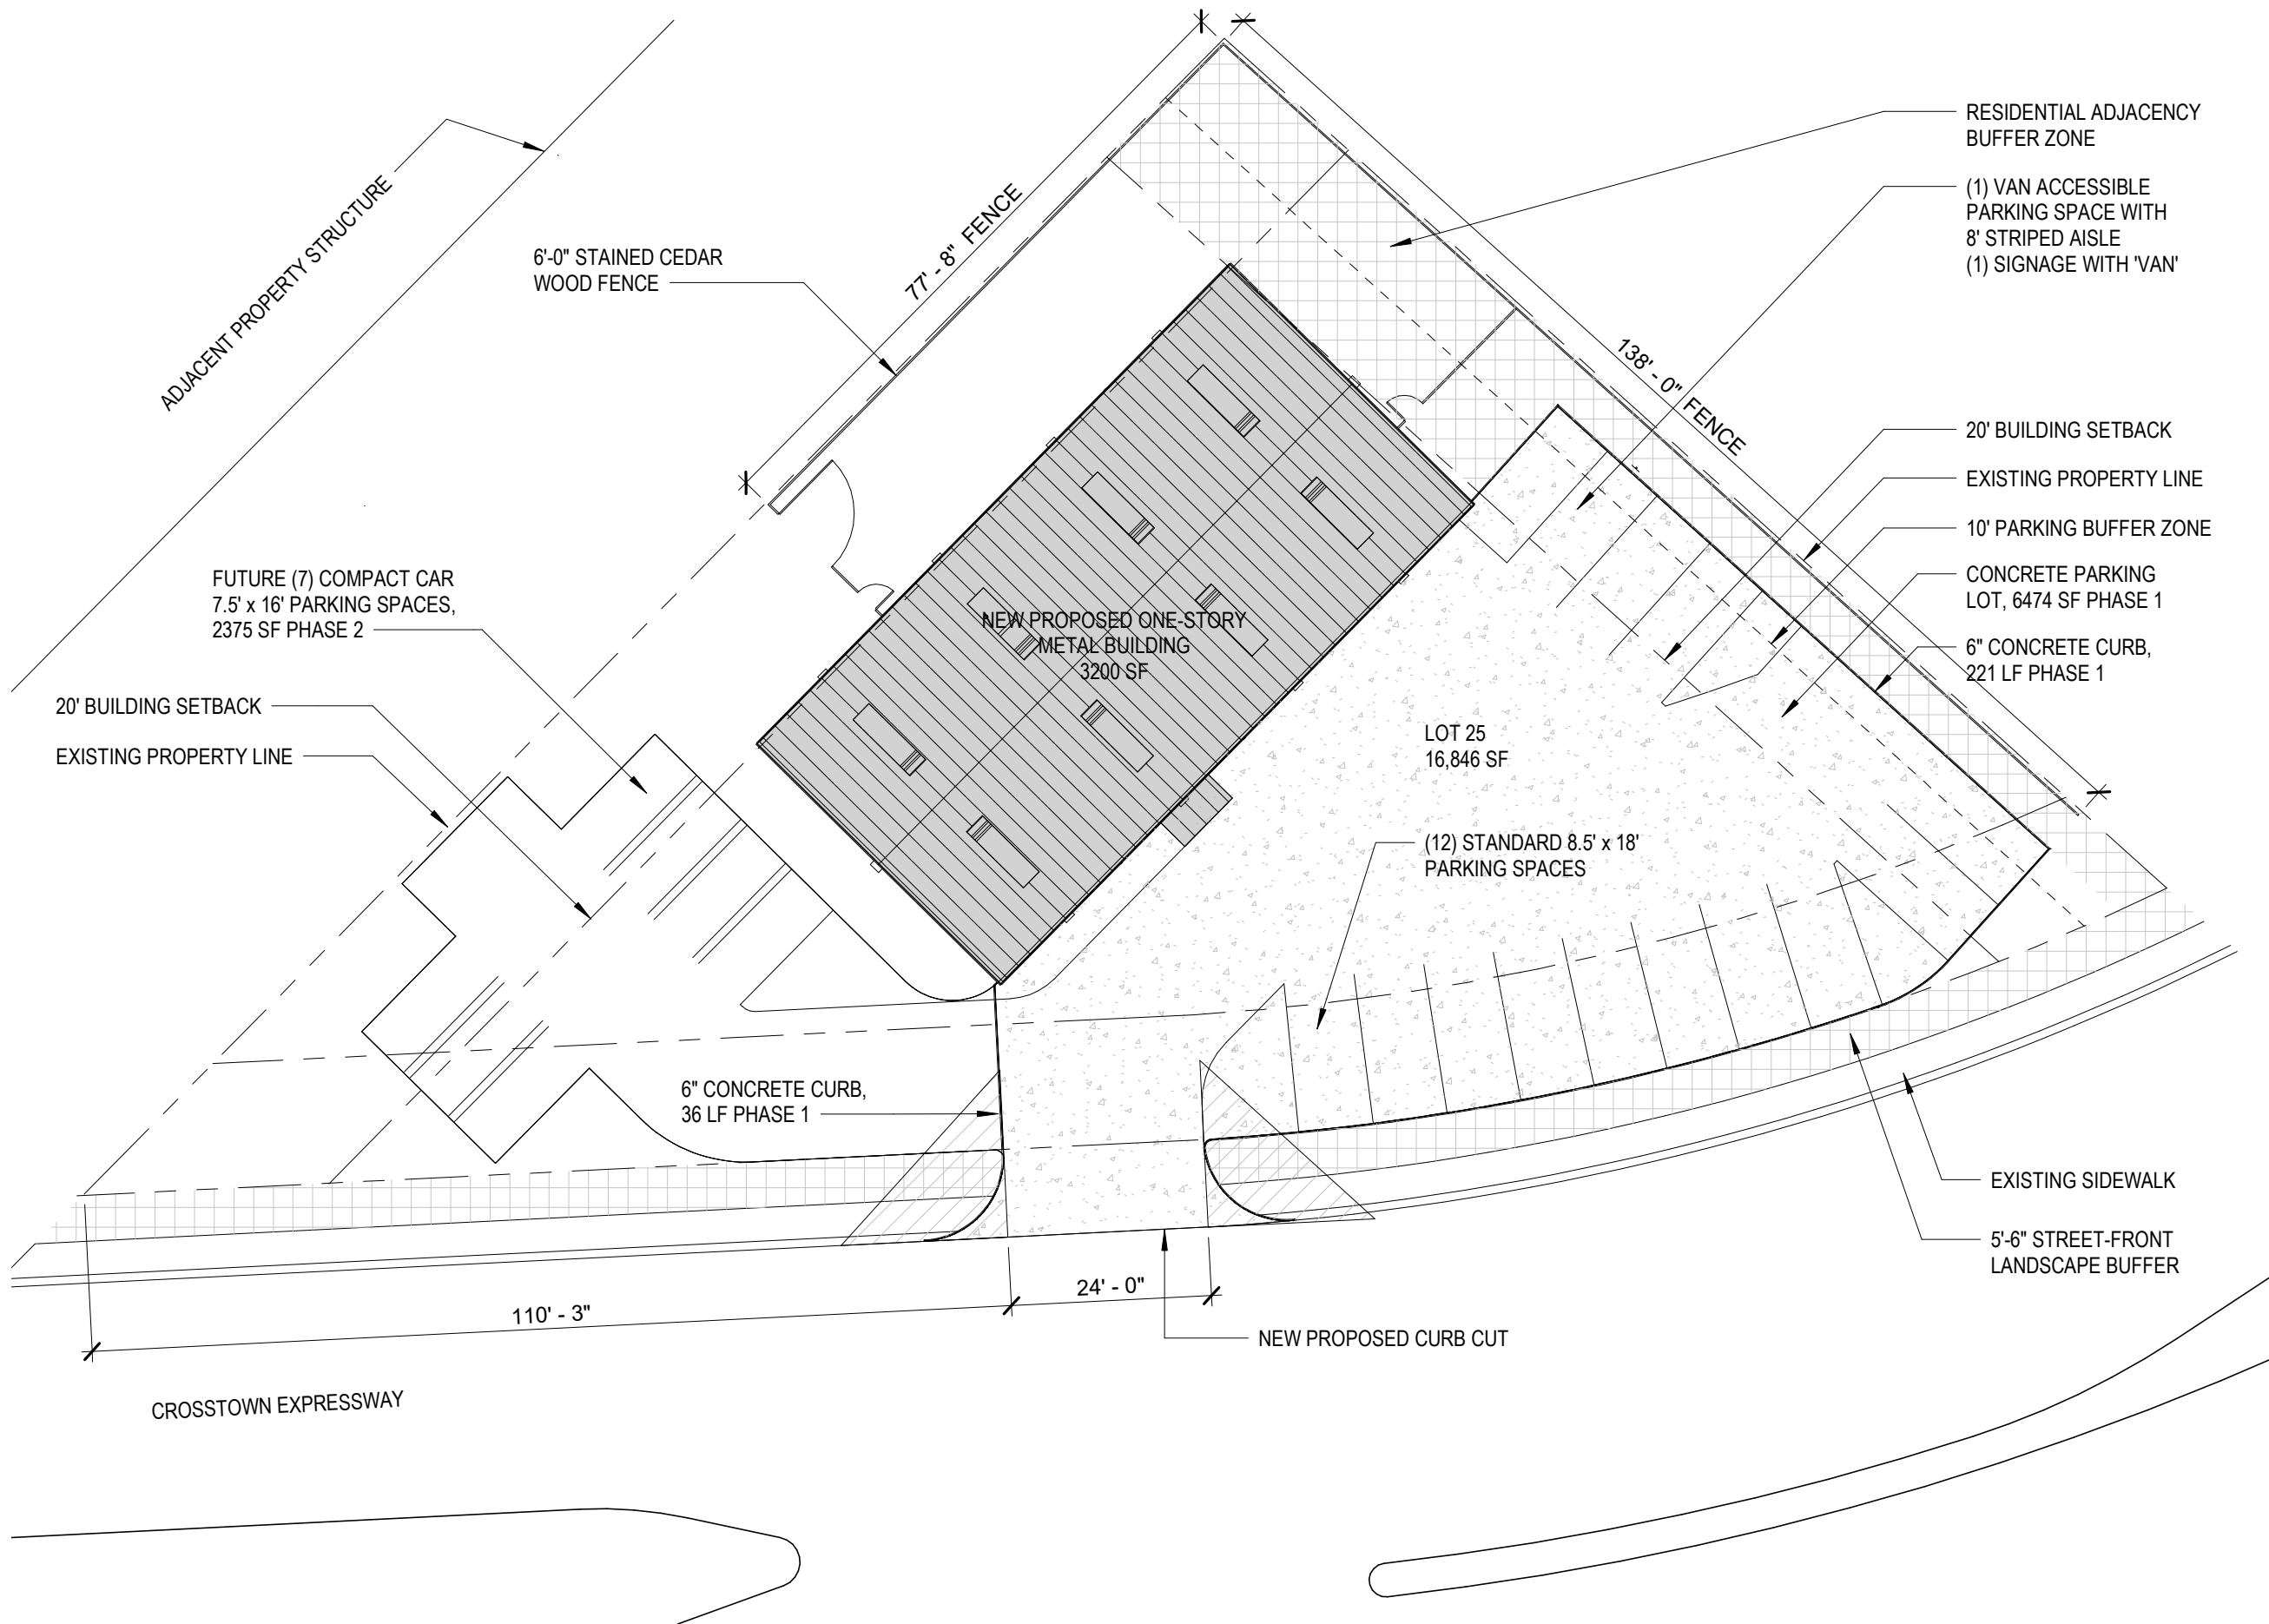 RESIDENTIAL ADJACENCY
BUFFER ZONE
(1) VAN ACCESSIBLE
PARKING SPACE WITH
8' STRIPED AISLE
(1) SIGNAGE WITH 'VAN'
ADJACENT PROPERTY STRUCTURE
6'-0" STAINED CEDAR
WOOD FENCE
77' - 8" FENCE
138' - 0" FENCE
20' BUILDING SETBACK
EXISTING PROPERTY LINE
10' PARKING BUFFER ZONE
CONCRETE PARKING
LOT, 6474 SF PHASE 1
6" CONCRETE CURB,
221 LF PHASE 1
FUTURE (7) COMPACT CAR
7.5' x 16' PARKING SPACES,
2375 SF PHASE 2
NEW PROPOSED ONE-STORY
METAL BUILDING
3200 SF
20' BUILDING SETBACK
EXISTING PROPERTY LINE
LOT 25
16,846 SF
(12) STANDARD 8.5' x 18'
PARKING SPACES
6" CONCRETE CURB,
36 LF PHASE 1
EXISTING SIDEWALK
5'-6" STREET-FRONT
LANDSCAPE BUFFER
110' - 3"
24' - 0"
NEW PROPOSED CURB CUT
CROSSTOWN EXPRESSWAY